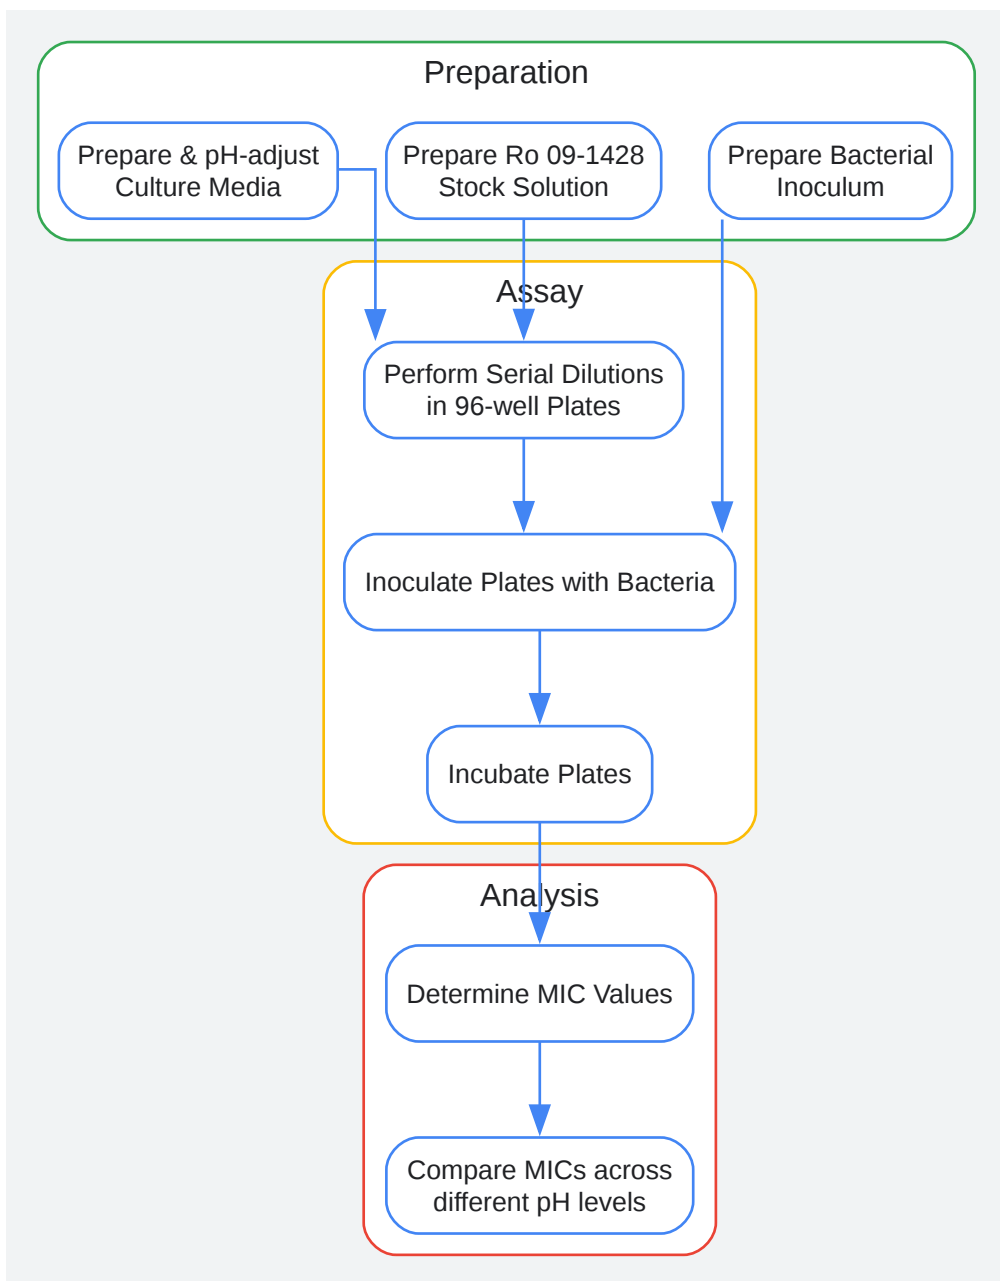 Preparation
Prepare & pH-adjust
Culture Media
Prepare Ro 09-1428
Stock Solution
Prepare Bacterial
Inoculum
Assay
Perform Serial Dilutions
in 96-well Plates
Inoculate Plates with Bacteria
Incubate Plates
Analysis
Determine MIC Values
Compare MICs across
different pH levels